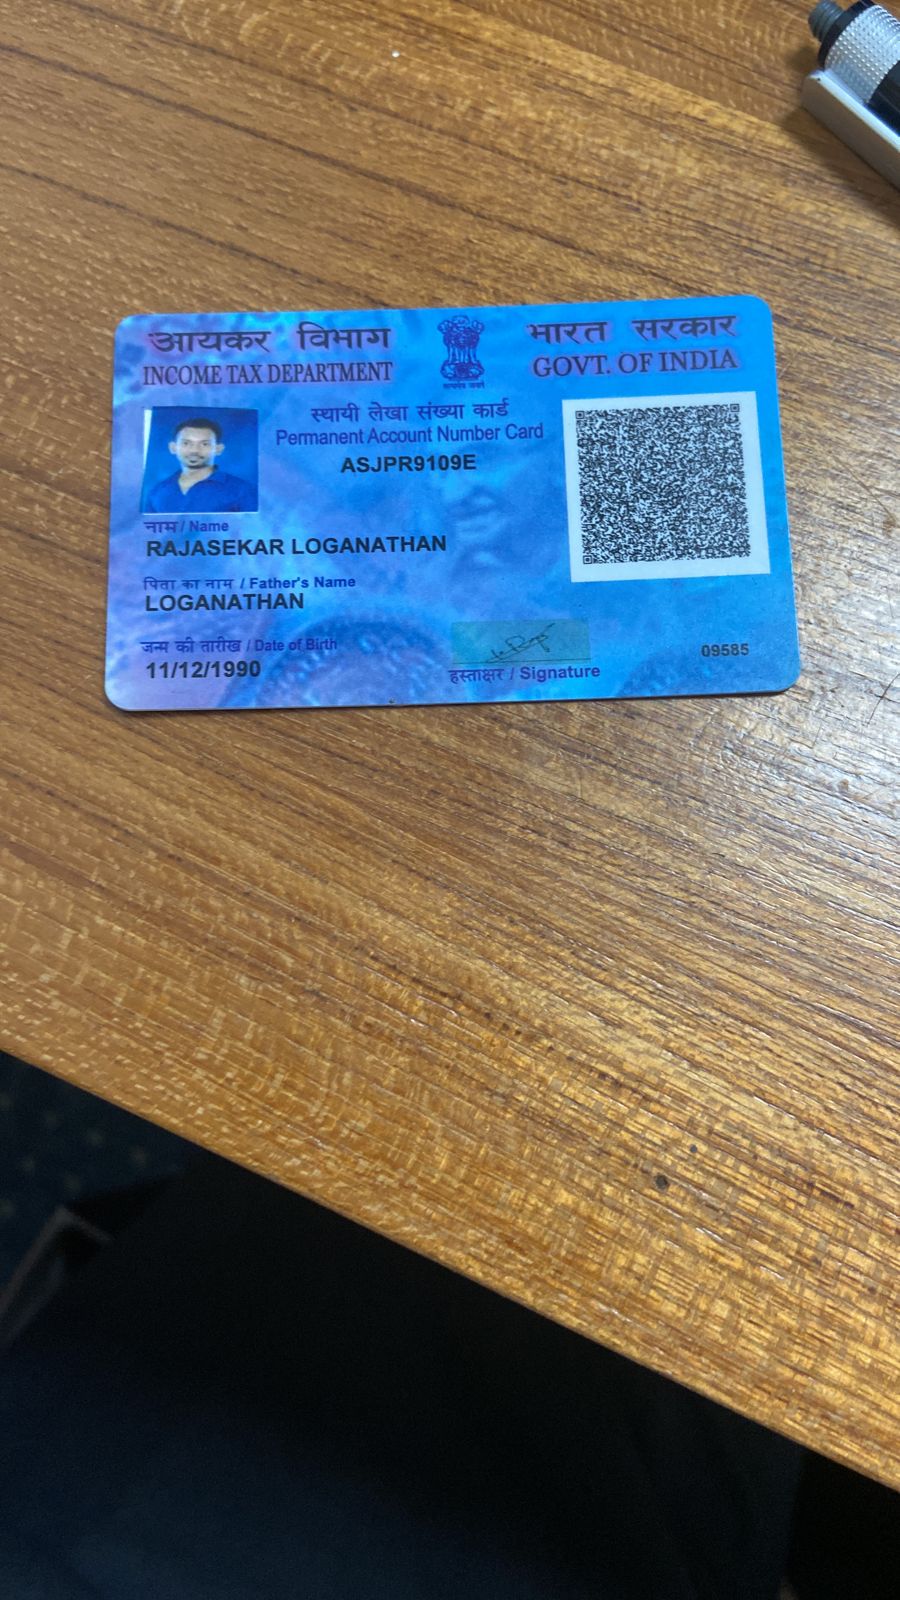 आयकर विभाग
INCOME TAX DEPARTMENT
भारत सरकार
GOVT. OF INDIA
सत्यमेव जयते
स्थायी लेखा संख्या कार्ड
Permanent Account Number Card
ASJPR9109E
नाम / Name
RAJASEKAR LOGANATHAN
पिता का नाम / Father's Name
LOGANATHAN
जन्म की तारीख / Date of Birth
11/12/1990
हस्ताक्षर / Signature
09585